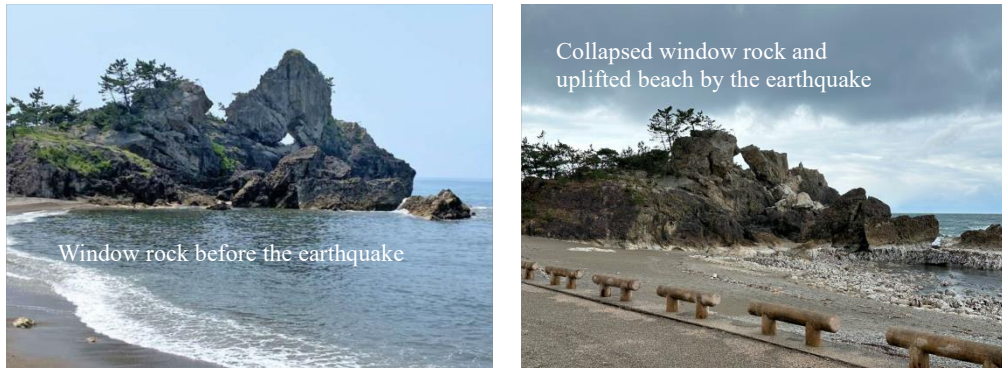 Window rock before the earthquake
Collapsed window rock and
uplifted beach by the earthquake